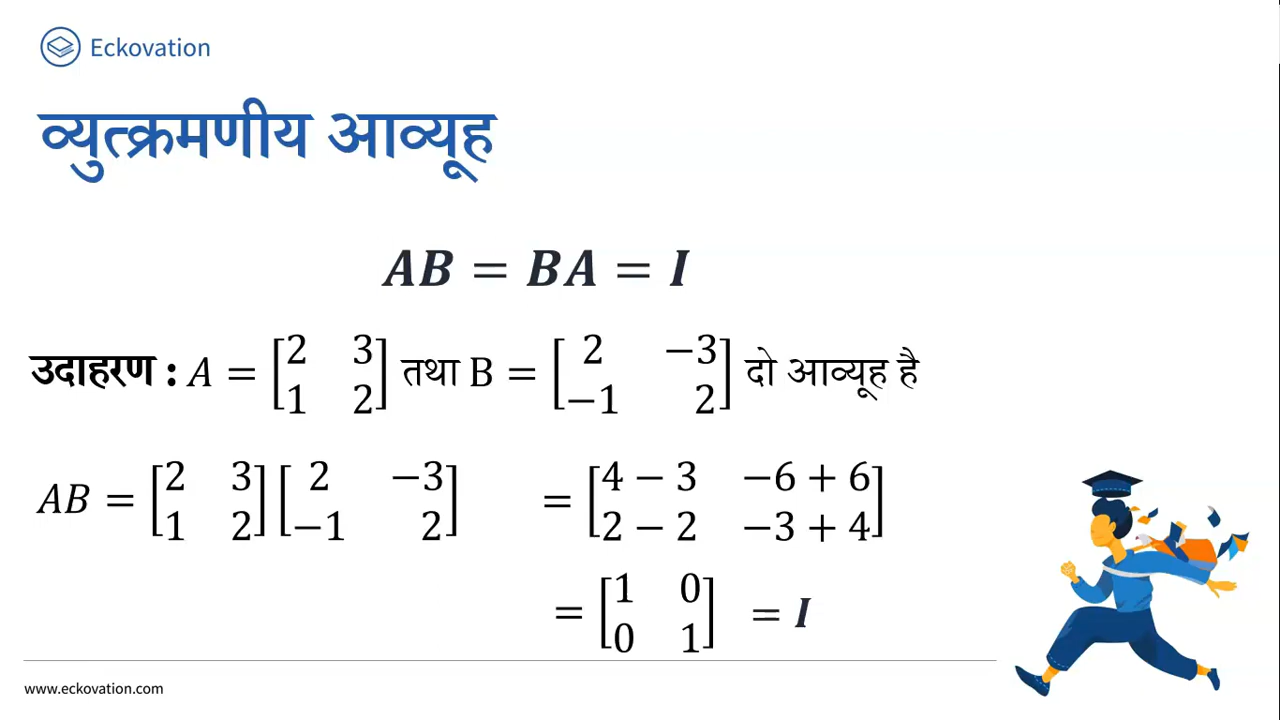 Eckovation
व्युत्क्रमणीय आव्यूह
AB = BA = I
उदाहरण : A = [2 3; 1 2] तथा B = [2 −3; −1 2] दो आव्यूह है
AB = [2 3; 1 2] [2 −3; −1 2] = [4 − 3 −6 + 6; 2 − 2 −3 + 4]
= [1 0; 0 1] = I
www.eckovation.com